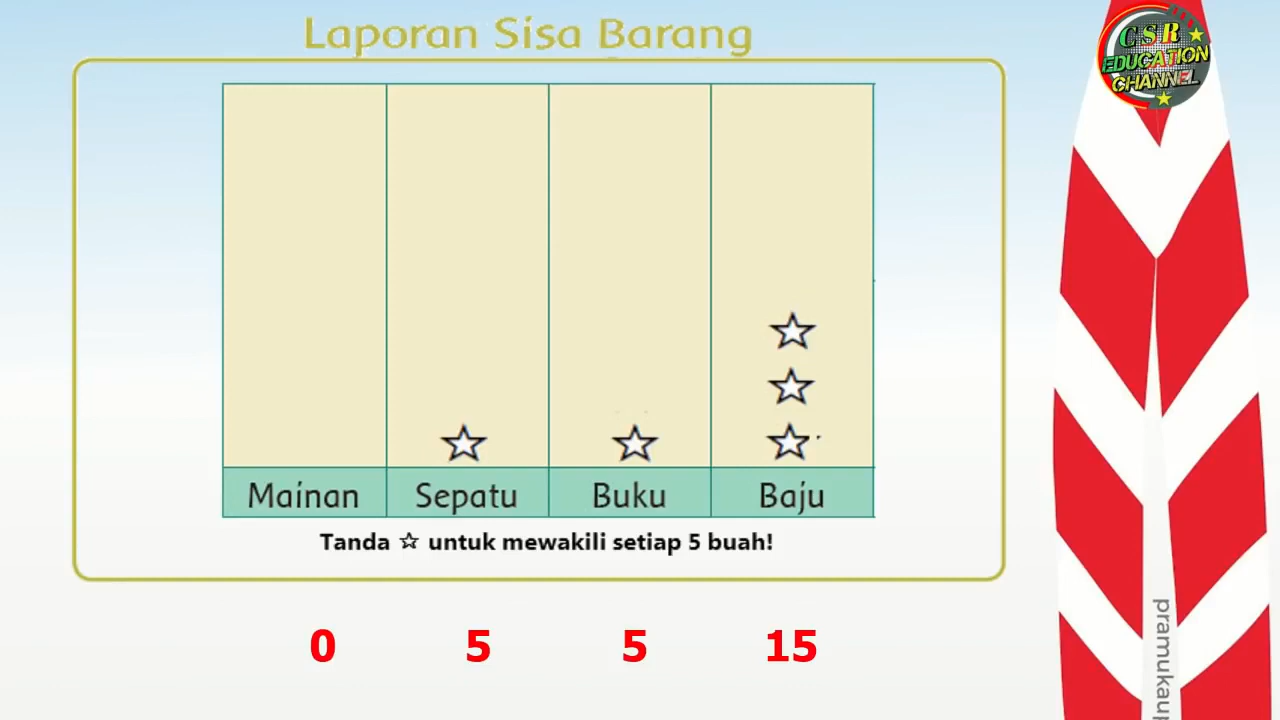 Laporan Sisa Barang
CSR
EDUCATION
CHANNEL
Mainan Sepatu Buku Baju
Tanda ☆ untuk mewakili setiap 5 buah!
0 5 5 15